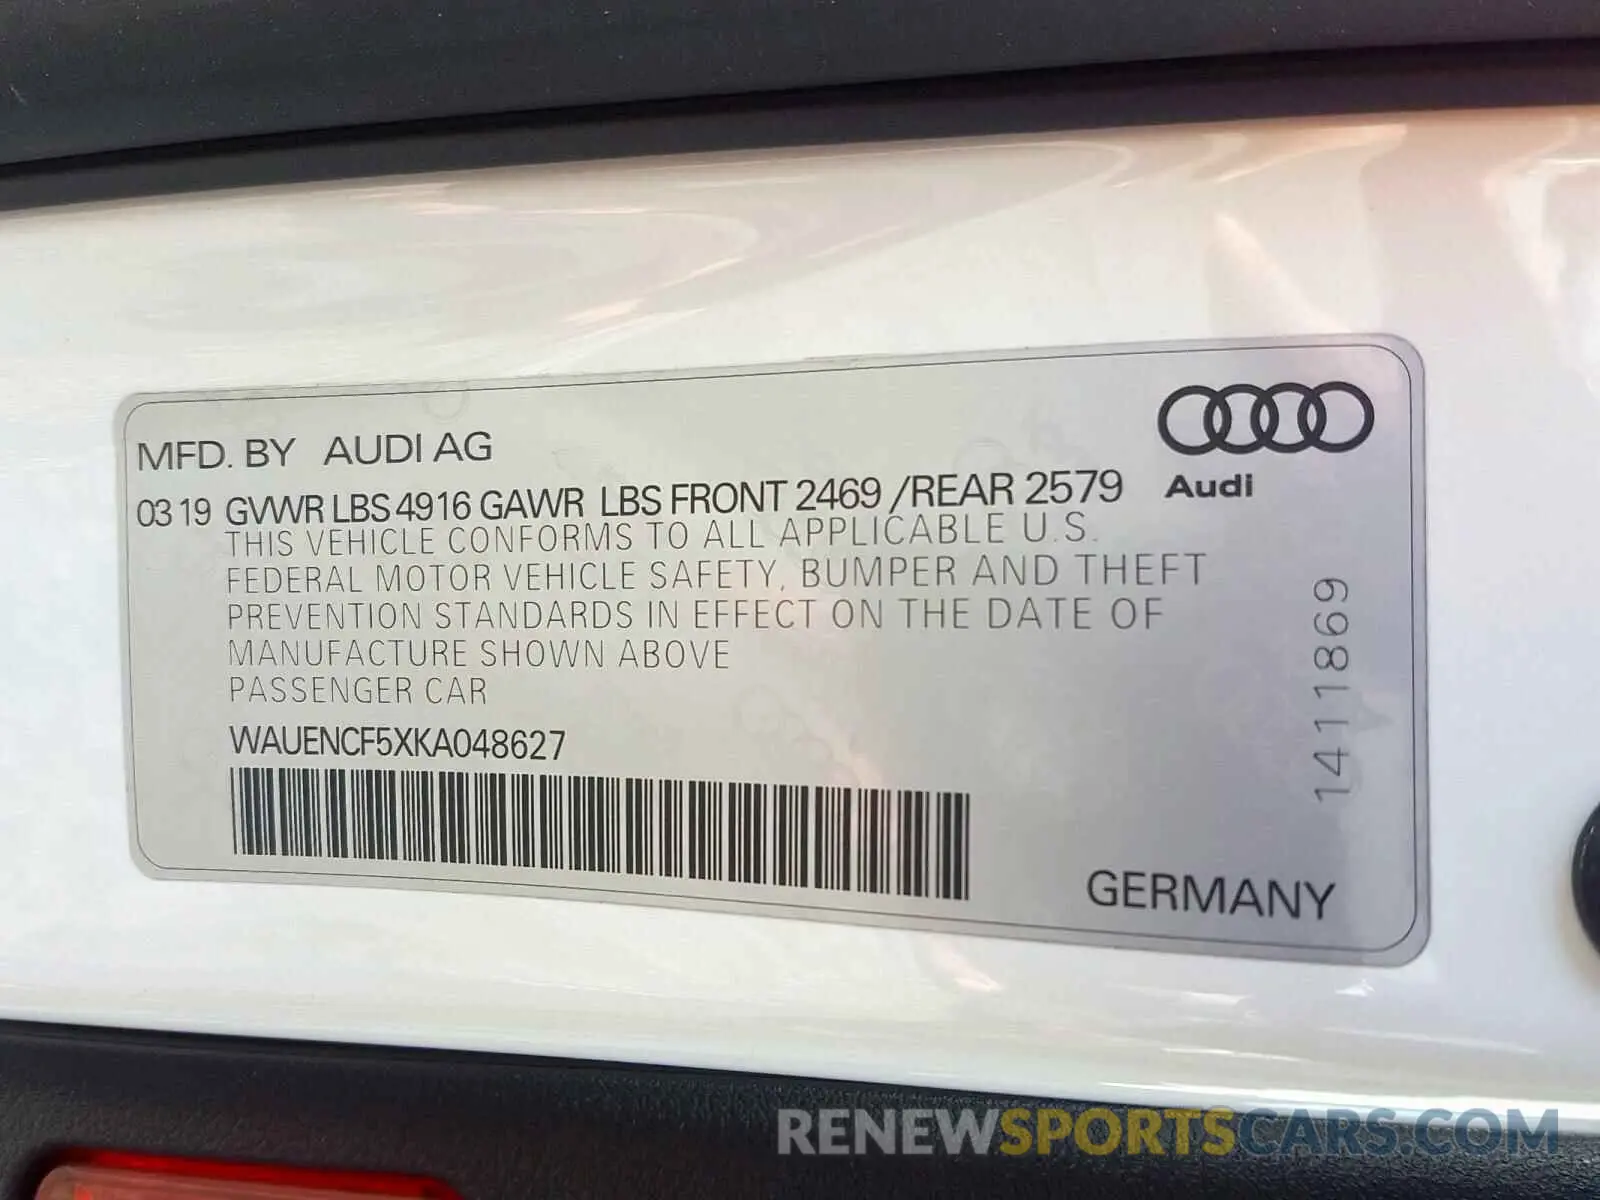 MFD. BY AUDI AG
Audi
03 19 GVWR LBS 4916 GAWR LBS FRONT 2469 /REAR 2579
THIS VEHICLE CONFORMS TO ALL APPLICABLE U.S.
FEDERAL MOTOR VEHICLE SAFETY, BUMPER AND THEFT
PREVENTION STANDARDS IN EFFECT ON THE DATE OF
MANUFACTURE SHOWN ABOVE
PASSENGER CAR
WAUENCF5XKA048627
1411869
GERMANY
RENEWSPORTSCARS.COM